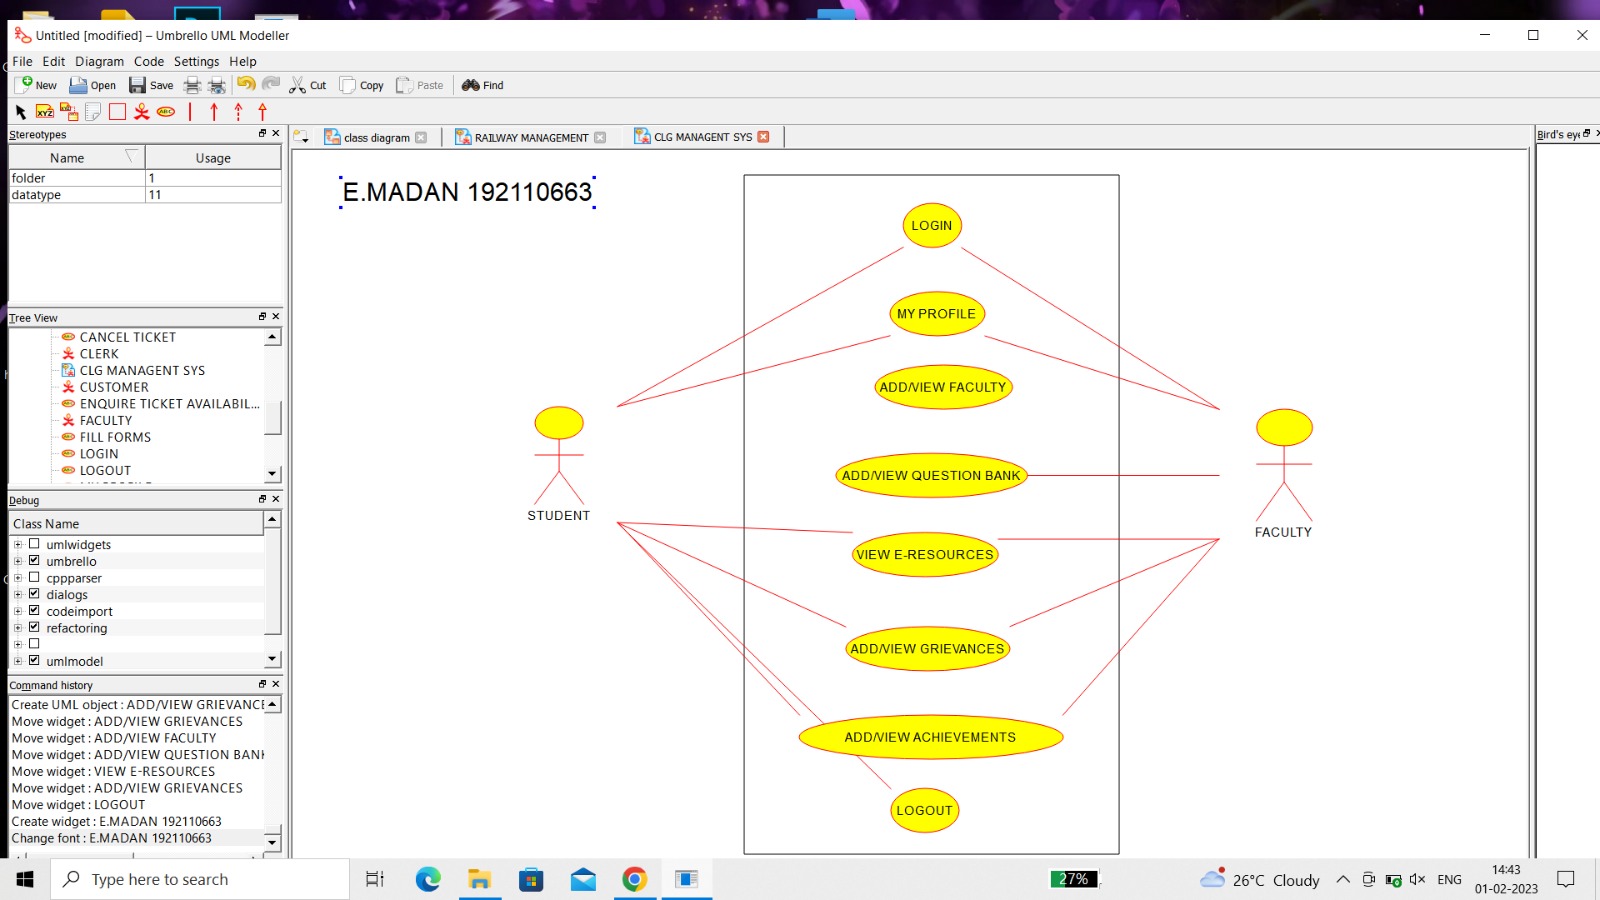 Untitled [modified] – Umbrello UML Modeller
File Edit Diagram Code Settings Help
New Open Save Cut Copy Paste Find
XYZ ABC
Stereotypes
Name Usage
folder 1
datatype 11
Tree View
CANCEL TICKET
CLERK
CLG MANAGENT SYS
CUSTOMER
ENQUIRE TICKET AVAILABIL...
FACULTY
FILL FORMS
LOGIN
LOGOUT
Debug
Class Name
umlwidgets
umbrello
cppparser
dialogs
codeimport
refactoring
umlmodel
Command history
Create UML object : ADD/VIEW GRIEVANCE
Move widget : ADD/VIEW GRIEVANCES
Move widget : ADD/VIEW FACULTY
Move widget : ADD/VIEW QUESTION BANK
Move widget : VIEW E-RESOURCES
Move widget : ADD/VIEW GRIEVANCES
Move widget : LOGOUT
Create widget : E.MADAN 192110663
Change font : E.MADAN 192110663
class diagram RAILWAY MANAGEMENT CLG MANAGENT SYS
Bird's eye
E.MADAN 192110663
LOGIN
MY PROFILE
ADD/VIEW FACULTY
ADD/VIEW QUESTION BANK
STUDENT
FACULTY
VIEW E-RESOURCES
ADD/VIEW GRIEVANCES
ADD/VIEW ACHIEVEMENTS
LOGOUT
Type here to search
27%
26°C Cloudy
ENG
14:43
01-02-2023